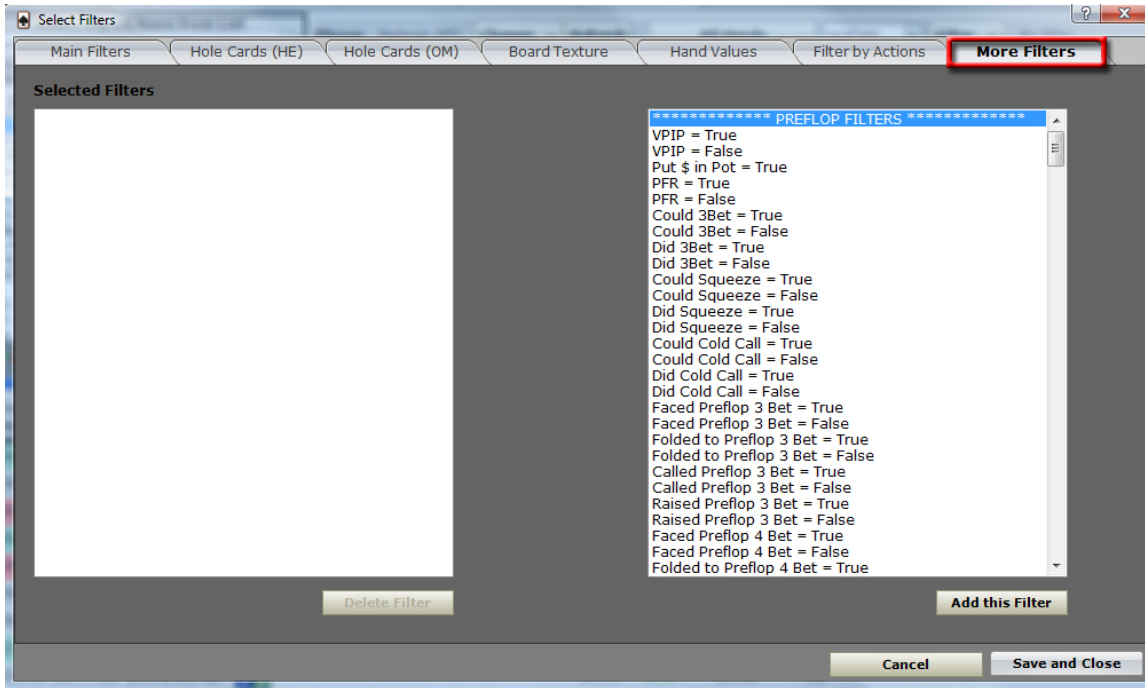 Select Filters
Main Filters
Hole Cards (HE)
Hole Cards (OM)
Board Texture
Hand Values
Filter by Actions
More Filters
Selected Filters
************* PREFLOP FILTERS *************
VPIP = True
VPIP = False
Put $ in Pot = True
PFR = True
PFR = False
Could 3Bet = True
Could 3Bet = False
Did 3Bet = True
Did 3Bet = False
Could Squeeze = True
Could Squeeze = False
Did Squeeze = True
Did Squeeze = False
Could Cold Call = True
Could Cold Call = False
Did Cold Call = True
Did Cold Call = False
Faced Preflop 3 Bet = True
Faced Preflop 3 Bet = False
Folded to Preflop 3 Bet = True
Folded to Preflop 3 Bet = False
Called Preflop 3 Bet = True
Called Preflop 3 Bet = False
Raised Preflop 3 Bet = True
Raised Preflop 3 Bet = False
Faced Preflop 4 Bet = True
Faced Preflop 4 Bet = False
Folded to Preflop 4 Bet = True
Delete Filter
Add this Filter
Cancel
Save and Close